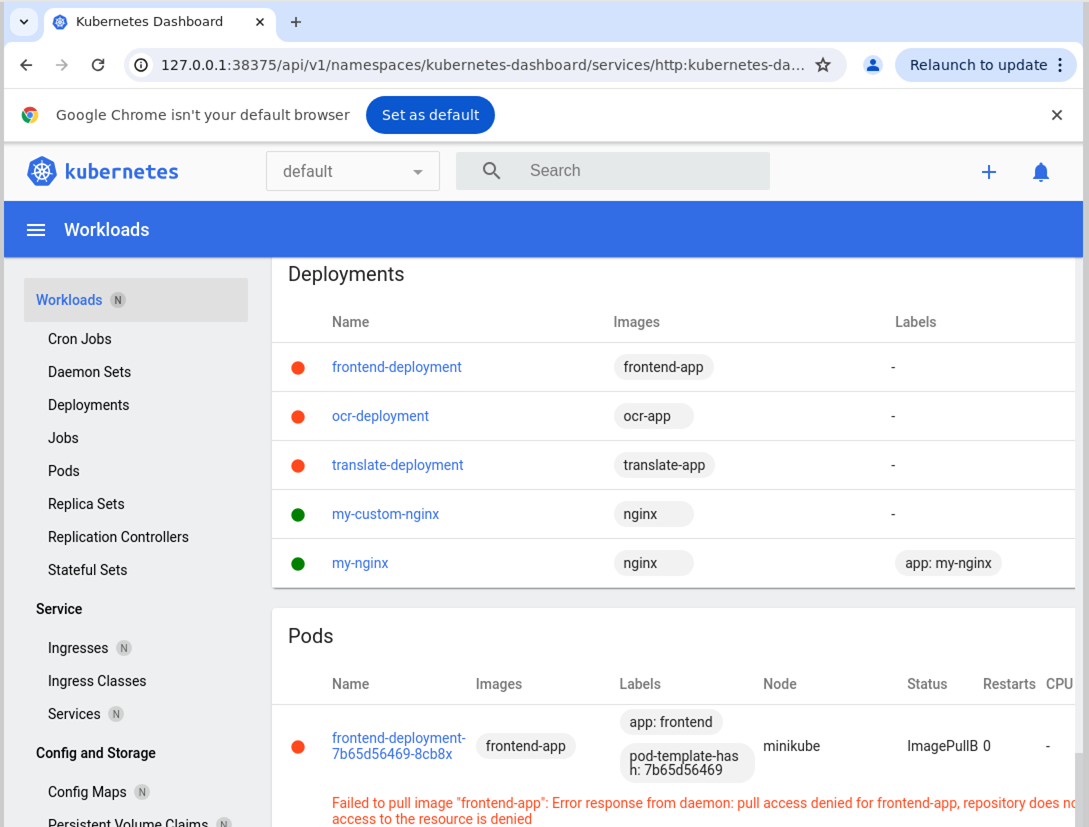 Kubernetes Dashboard
127.0.0.1:38375/api/v1/namespaces/kubernetes-dashboard/services/http:kubernetes-da...
Relaunch to update
Google Chrome isn't your default browser
Set as default
kubernetes
default
Search
Workloads
Workloads N
Cron Jobs
Daemon Sets
Deployments
Jobs
Pods
Replica Sets
Replication Controllers
Stateful Sets
Service
Ingresses N
Ingress Classes
Services N
Config and Storage
Config Maps N
Persistent Volume Claims N
Deployments
Name Images Labels
frontend-deployment frontend-app -
ocr-deployment ocr-app -
translate-deployment translate-app -
my-custom-nginx nginx -
my-nginx nginx app: my-nginx
Pods
Name Images Labels Node Status Restarts CPU
frontend-deployment-
7b65d56469-8cb8x
frontend-app
app: frontend
pod-template-has
h: 7b65d56469
minikube
ImagePullB 0 -
Failed to pull image "frontend-app": Error response from daemon: pull access denied for frontend-app, repository does no
access to the resource is denied